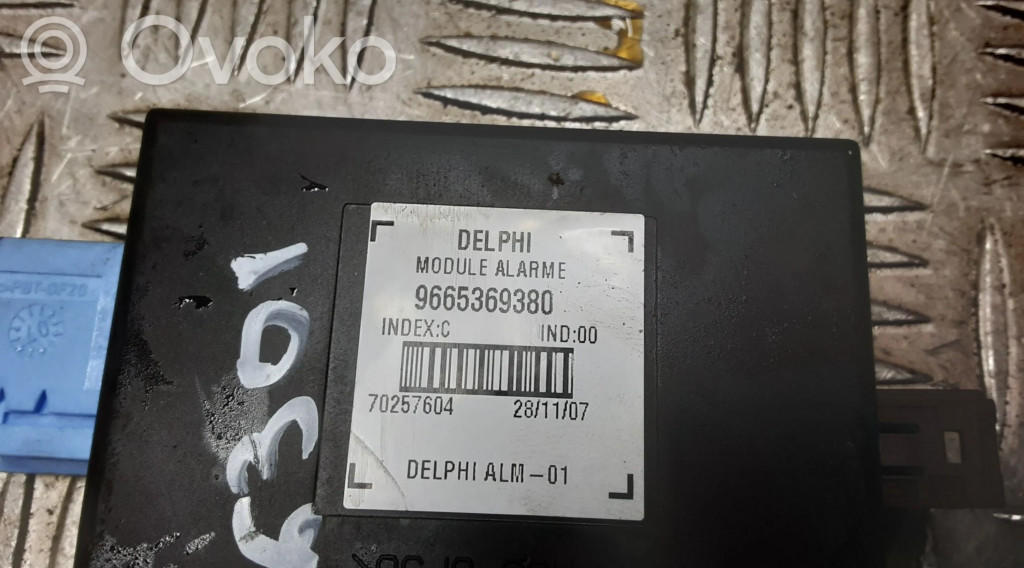 Ovoko
DELPHI
MODULE ALARME
9665369380
INDEX:C IND:00
70257604 28/11/07
DELPHI ALM-01